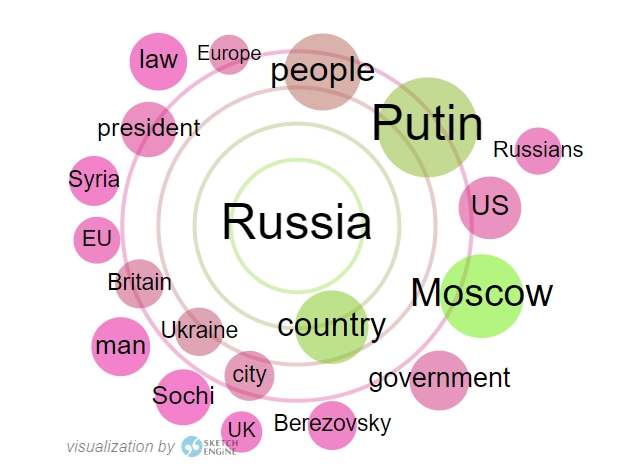 law
Europe
people
Putin
president
Russians
Syria
US
Russia
EU
Britain
Moscow
Ukraine
country
man
city
government
Sochi
UK
Berezovsky
visualization by SKETCH
ENGINE